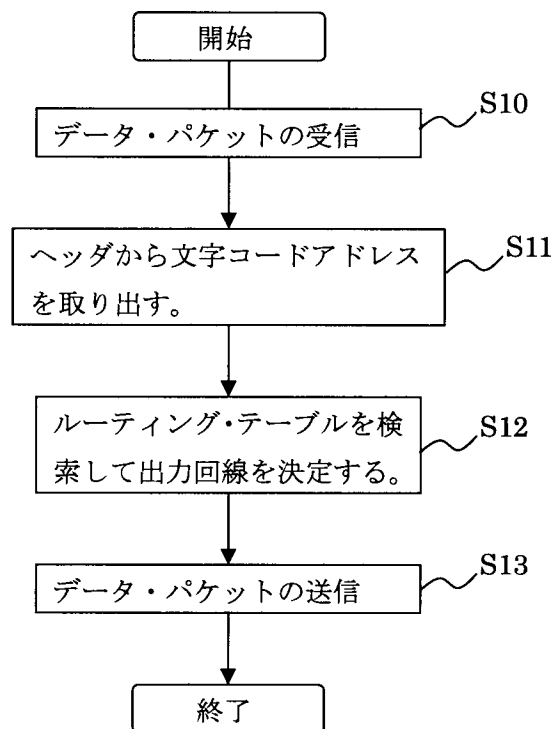 開始
データ・パケットの受信
S10
ヘッダから文字コードアドレス
を取り出す。
S11
ルーティング・テーブルを検
索して出力回線を決定する。
S12
データ・パケットの送信
S13
終了